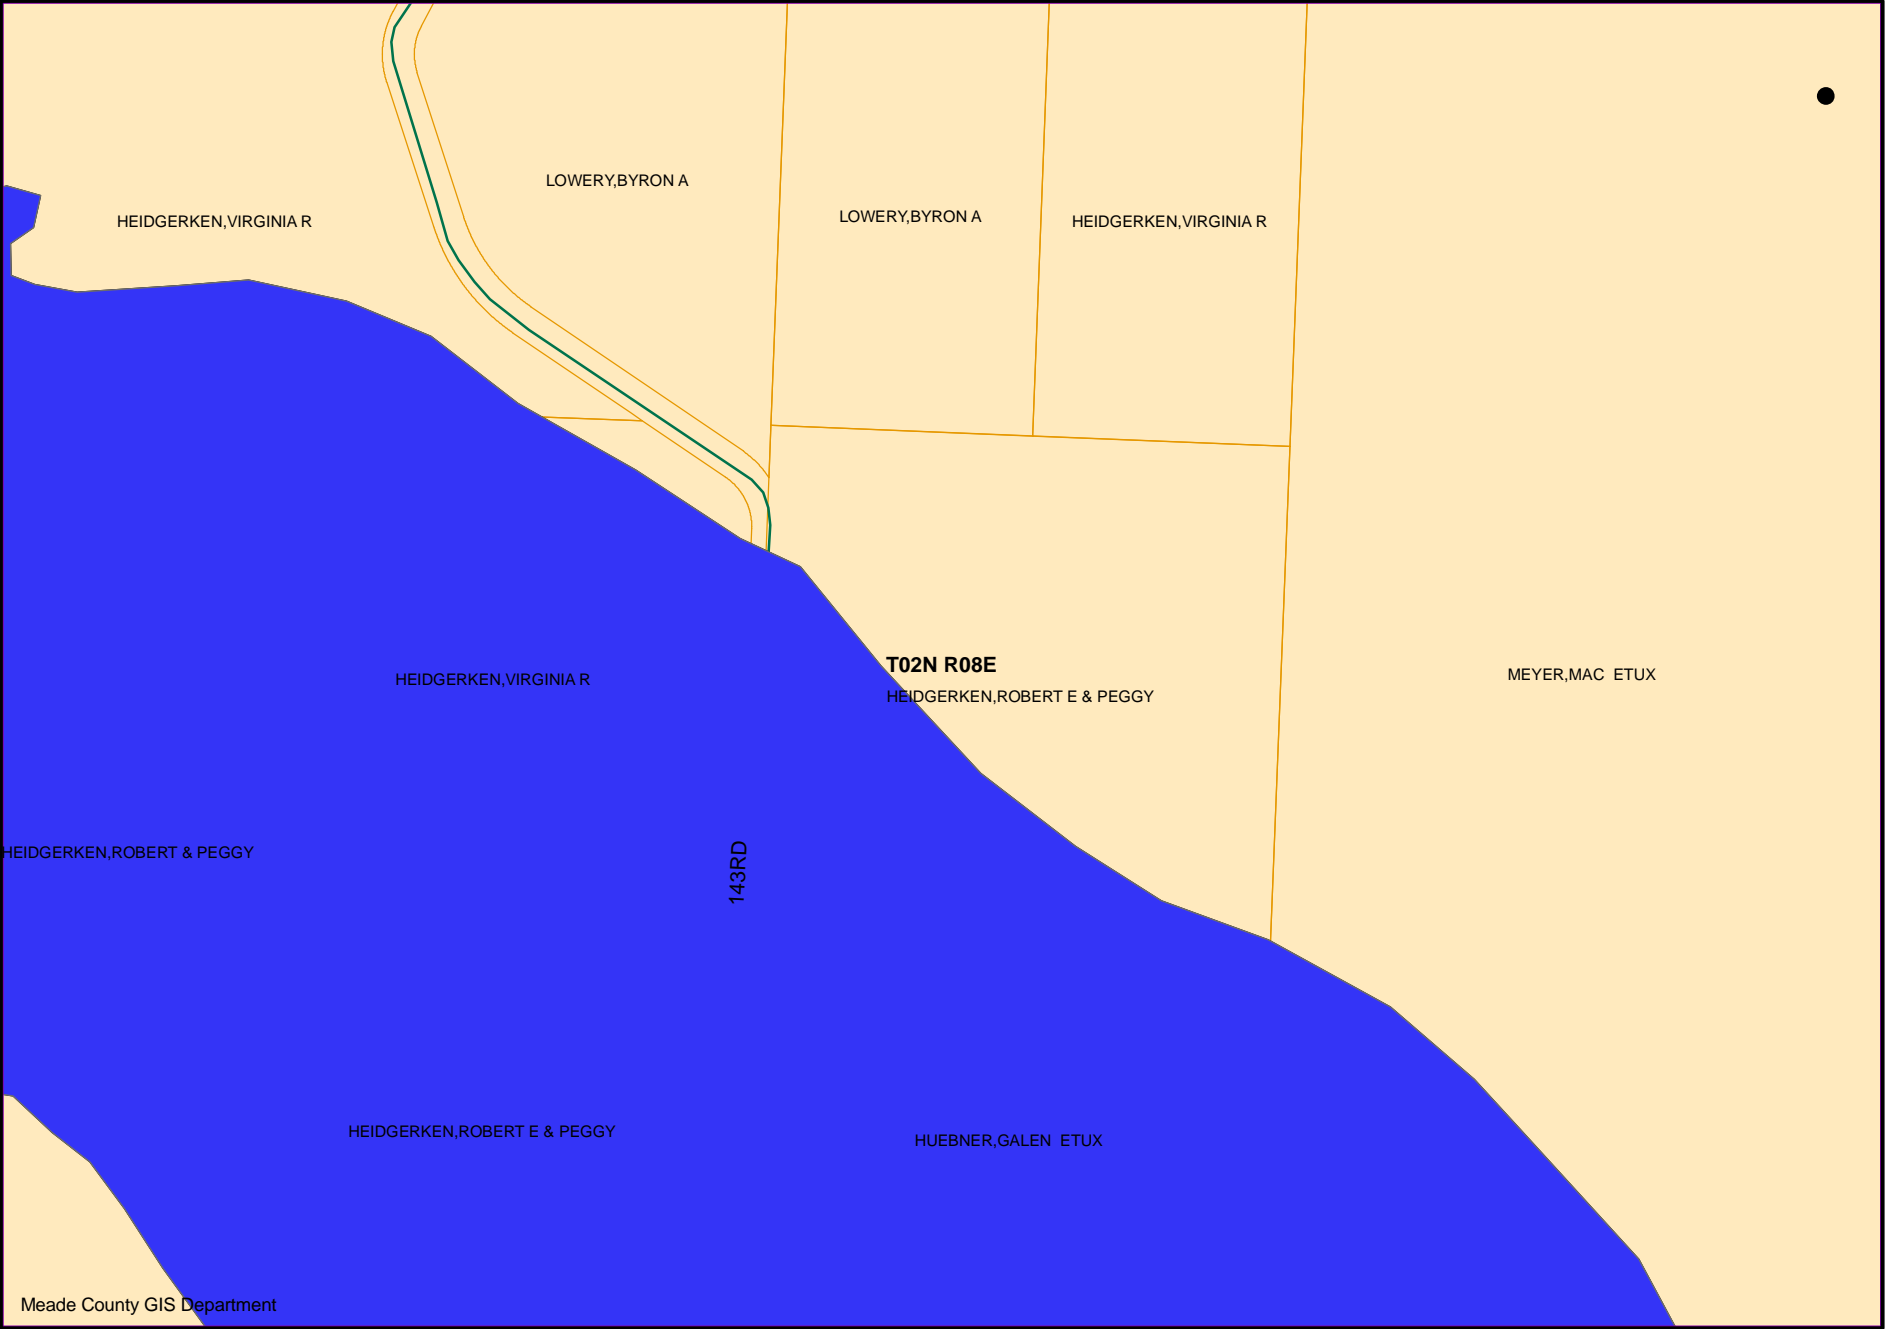 LOWERY,BYRON A
LOWERY,BYRON A
HEIDGERKEN,VIRGINIA R
HEIDGERKEN,VIRGINIA R
T02N R08E
HEIDGERKEN,VIRGINIA R
MEYER,MAC  ETUX
HEIDGERKEN,ROBERT E & PEGGY
HEIDGERKEN,ROBERT & PEGGY
143RD
HEIDGERKEN,ROBERT E & PEGGY
HUEBNER,GALEN  ETUX
Meade County GIS Department